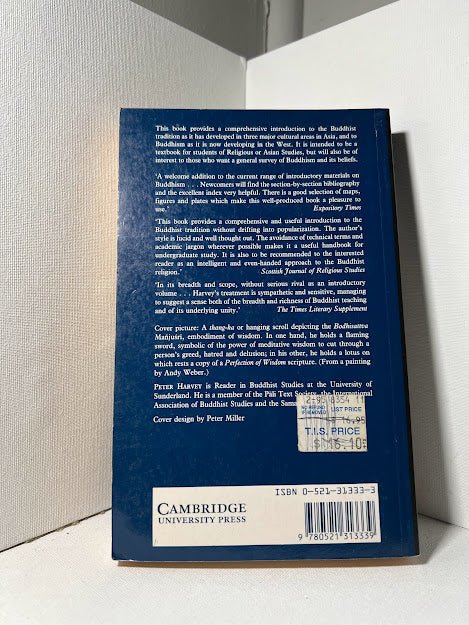 This book provides a comprehensive introduction to the Buddhist
tradition as it has developed in three major cultural areas in Asia, and to
Buddhism as it is now developing in the West. It is intended to be a
textbook for students of Religious or Asian Studies, but will also be of
interest to those who want a general survey of Buddhism and its beliefs.
'A welcome addition to the current range of introductory materials on
Buddhism . . . Newcomers will find the section-by-section bibliography
and the excellent index very helpful. There is a good selection of maps,
figures and plates which make this well-produced book a pleasure to
use.' Expository Times
'This book provides a comprehensive and useful introduction to the
Buddhist tradition without drifting into popularization. The author's
style is lucid and well thought out. The avoidance of technical terms and
academic jargon wherever possible makes it a useful handbook for
undergraduate study. It is also to be recommended to the interested
reader as an intelligent and even-handed approach to the Buddhist
religion.' Scottish Journal of Religious Studies
'In its breadth and scope, without serious rival as an introductory
volume . . . Harvey's treatment is sympathetic and sensitive, managing
to suggest a sense both of the breadth and richness of Buddhist teaching
and of its underlying unity.' The Times Literary Supplement
Cover picture: A thang-ka or hanging scroll depicting the Bodhisattva
Mañjuśrī, embodiment of wisdom. In one hand, he holds a flaming
sword, symbolic of the power of meditative wisdom to cut through a
person's greed, hatred and delusion; in his other, he holds a lotus on
which rests a copy of a Perfection of Wisdom scripture. (From a painting
by Andy Weber.)
PETER HARVEY is Reader in Buddhist Studies at the University of
Sunderland. He is a member of the Pāli Text Society, the International
Association of Buddhist Studies and the
Cover design by Peter Miller
2-95 8354 11
NO REFUND
IF REMOVED
LIST PRICE
16.95
T.I.S. PRICE
$16.10
ISBN 0-521-31333-3
CAMBRIDGE
UNIVERSITY PRESS
9 780521 313339